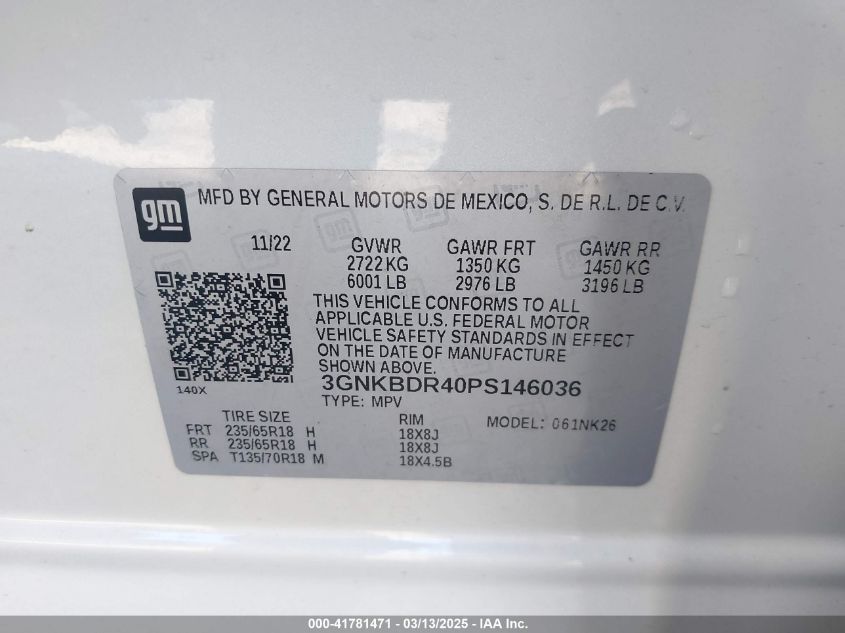 gm MFD BY GENERAL MOTORS DE MEXICO, S. DE R.L. DE C.V.
11/22 GVWR GAWR FRT GAWR RR
2722 KG 1350 KG 1450 KG
6001 LB 2976 LB 3196 LB
THIS VEHICLE CONFORMS TO ALL
APPLICABLE U.S. FEDERAL MOTOR
VEHICLE SAFETY STANDARDS IN EFFECT
ON THE DATE OF MANUFACTURE
SHOWN ABOVE.
140X
3GNKBDR40PS146036
TYPE: MPV
TIRE SIZE RIM MODEL: 061NK26
FRT 235/65R18 H 18X8J
RR 235/65R18 H 18X8J
SPA T135/70R18 M 18X4.5B
000-41781471 - 03/13/2025 - IAA Inc.